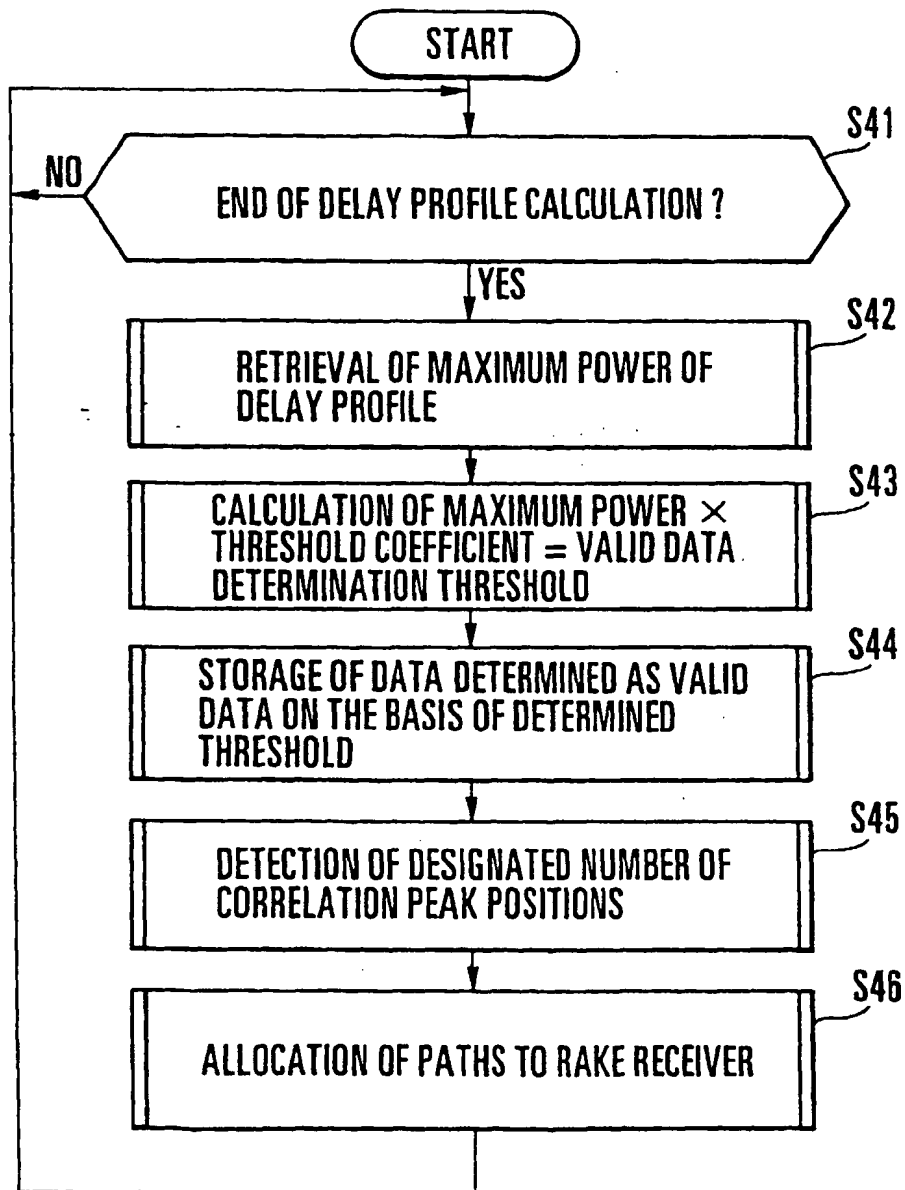 START
S41
NO
END OF DELAY PROFILE CALCULATION ?
YES
S42
RETRIEVAL OF MAXIMUM POWER OF
DELAY PROFILE
S43
CALCULATION OF MAXIMUM POWER ×
THRESHOLD COEFFICIENT = VALID DATA
DETERMINATION THRESHOLD
S44
STORAGE OF DATA DETERMINED AS VALID
DATA ON THE BASIS OF DETERMINED
THRESHOLD
S45
DETECTION OF DESIGNATED NUMBER OF
CORRELATION PEAK POSITIONS
S46
ALLOCATION OF PATHS TO RAKE RECEIVER